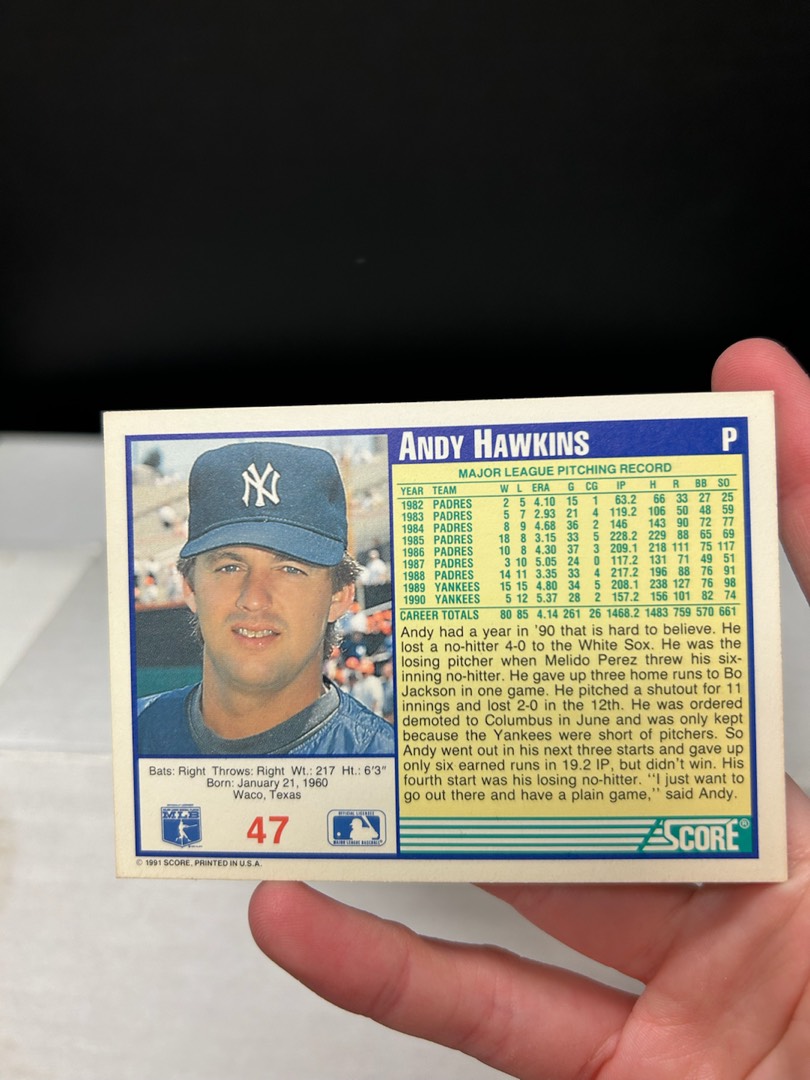 NY
ANDY HAWKINS P
MAJOR LEAGUE PITCHING RECORD
YEAR TEAM W L ERA G CG IP H R BB SO
1982 PADRES 2 5 4.10 15 1 63.2 66 33 27 25
1983 PADRES 5 7 2.93 21 4 119.2 106 50 48 59
1984 PADRES 8 9 4.68 36 2 146 143 90 72 77
1985 PADRES 18 8 3.15 33 5 228.2 229 88 65 69
1986 PADRES 10 8 4.30 37 3 209.1 218 111 75 117
1987 PADRES 3 10 5.05 24 0 117.2 131 71 49 51
1988 PADRES 14 11 3.35 33 4 217.2 196 88 76 91
1989 YANKEES 15 15 4.80 34 5 208.1 238 127 76 98
1990 YANKEES 5 12 5.37 28 2 157.2 156 101 82 74
CAREER TOTALS 80 85 4.14 261 26 1468.2 1483 759 570 661
Andy had a year in '90 that is hard to believe. He
lost a no-hitter 4-0 to the White Sox. He was the
losing pitcher when Melido Perez threw his six-
inning no-hitter. He gave up three home runs to Bo
Jackson in one game. He pitched a shutout for 11
innings and lost 2-0 in the 12th. He was ordered
demoted to Columbus in June and was only kept
because the Yankees were short of pitchers. So
Andy went out in his next three starts and gave up
only six earned runs in 19.2 IP, but didn't win. His
fourth start was his losing no-hitter. "I just want to
go out there and have a plain game," said Andy.
Bats: Right Throws: Right Wt.: 217 Ht.: 6'3"
Born: January 21, 1960
Waco, Texas
MLB
47
OFFICIAL LICENSEE
MAJOR LEAGUE BASEBALL
SCORE®
© 1991 SCORE, PRINTED IN U.S.A.